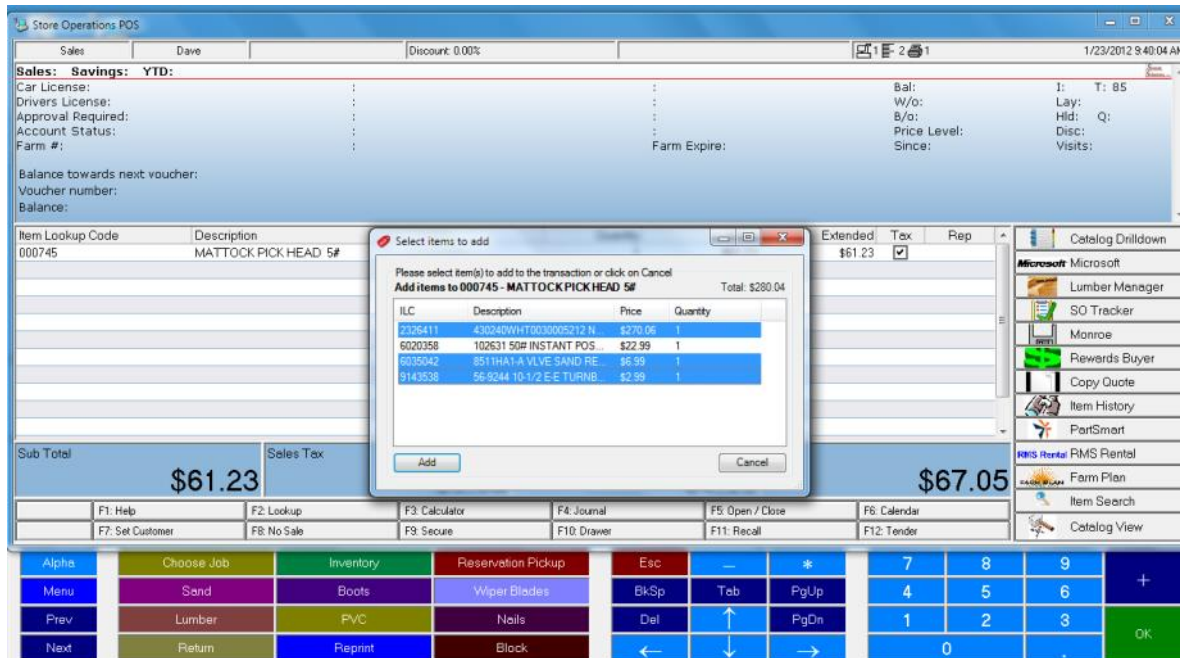 Store Operations POS
Sales Dave Discount: 0.00% 1 2 1 1/23/2012 9:40:04 AM
Sales: Savings: YTD:
Car License: : : Bal: I: T: 85
Drivers License: : : W/o: Lay:
Approval Required: : : B/o: Hld: Q:
Account Status: : : Price Level: Disc:
Farm #: : Farm Expire: Since: Visits:
Balance towards next voucher:
Voucher number:
Balance:
Item Lookup Code Description Extended Tax Rep
000745 MATTOCK PICK HEAD 5# $61.23
Select items to add
Please select item(s) to add to the transaction or click on Cancel
Add items to 000745 - MATTOCK PICK HEAD 5# Total: $280.04
ILC Description Price Quantity
2326411 430240WHT0030005212 N... $270.06 1
6020358 102631 50# INSTANT POS... $22.99 1
6035042 8511HA1-A VLVE SAND RE... $6.99 1
9143538 56-9244 10-1/2 E-E TURNB... $2.99 1
Add Cancel
Catalog Drilldown
Microsoft Microsoft
Lumber Manager
SO Tracker
Monroe
Rewards Buyer
Copy Quote
Item History
PartSmart
RMS Rental RMS Rental
FARM PLAN Farm Plan
Item Search
Catalog View
Sub Total Sales Tax
$61.23 $67.05
F1: Help F2: Lookup F3: Calculator F4: Journal F5: Open / Close F6: Calendar
F7: Set Customer F8: No Sale F9: Secure F10: Drawer F11: Recall F12: Tender
Alpha Choose Job Inventory Reservation Pickup Esc - * 7 8 9 +
Menu Sand Boots Wiper Blades BkSp Tab PgUp 4 5 6
Prev Lumber PVC Nails Del ↑ PgDn 1 2 3 OK
Next Return Reprint Block ← ↓ → 0 .